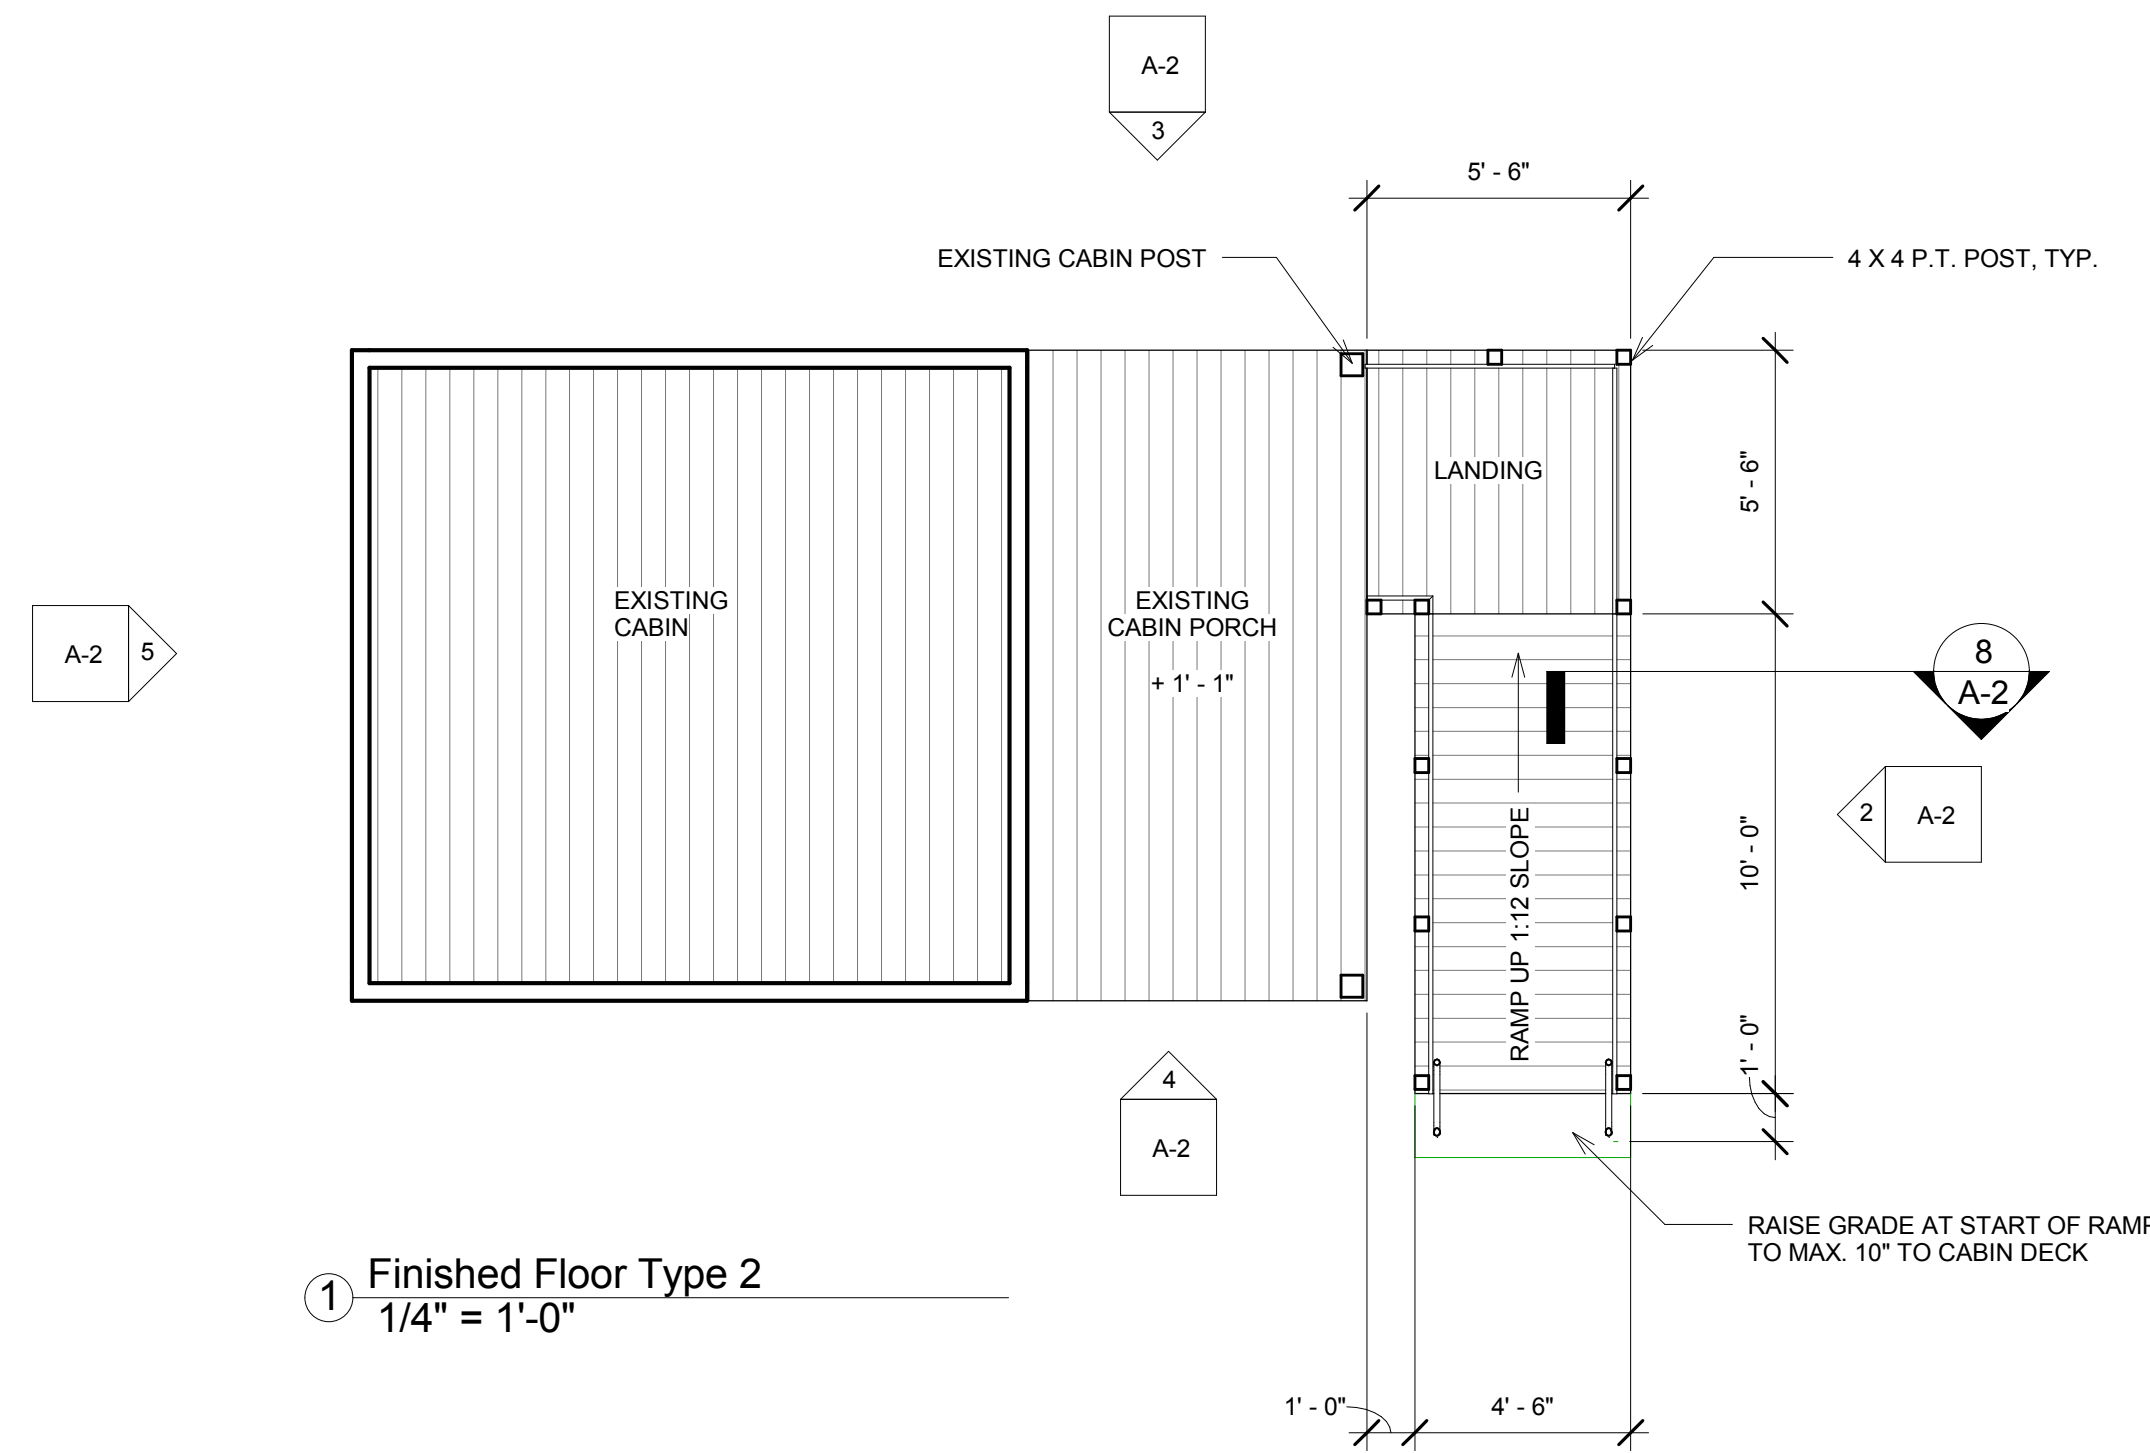 A-2
3
5' - 6"
EXISTING CABIN POST
4 X 4 P.T. POST, TYP.
LANDING
5' - 6"
EXISTING
CABIN
EXISTING
CABIN PORCH
+ 1' - 1"
A-2
5
8
A-2
2
A-2
RAMP UP 1:12 SLOPE
10' - 0"
1' - 0"
4
A-2
RAISE GRADE AT START OF RAMP
TO MAX. 10" TO CABIN DECK
1
Finished Floor Type 2
1/4" = 1'-0"
1' - 0"
4' - 6"